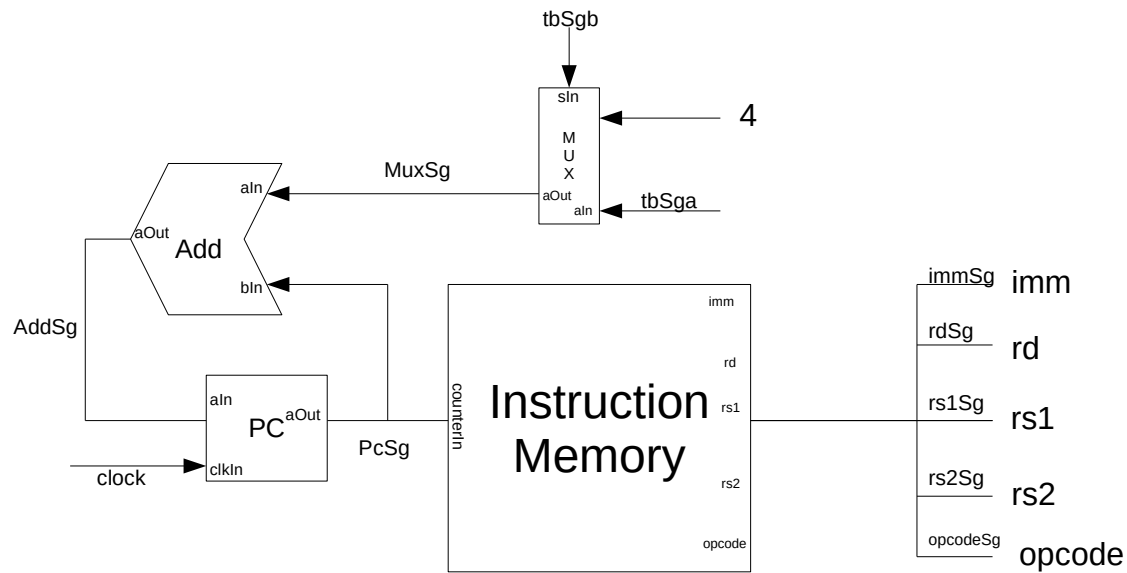 tbSgb
sIn
4
M
U
X
MuxSg
aIn
aOut
tbSga
aIn
aOut
Add
bIn
immSg
imm
imm
AddSg
rdSg
rd
rd
counterIn
Instruction
Memory
aIn
aOut
PC
clkIn
PcSg
clock
rs1
rs1Sg
rs1
rs2
rs2Sg
rs2
opcode
opcodeSg
opcode